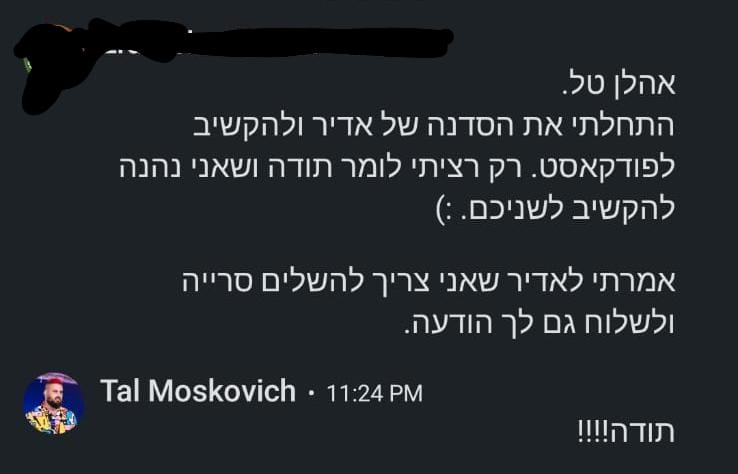 אהלן טל.
התחלתי את הסדנה של אדיר ולהקשיב
לפודקאסט. רק רציתי לומר תודה ושאני נהנה
להקשיב לשניכם. :)
אמרתי לאדיר שאני צריך להשלים סרייה
ולשלוח גם לך הודעה.
Tal Moskovich • 11:24 PM
תודה!!!!